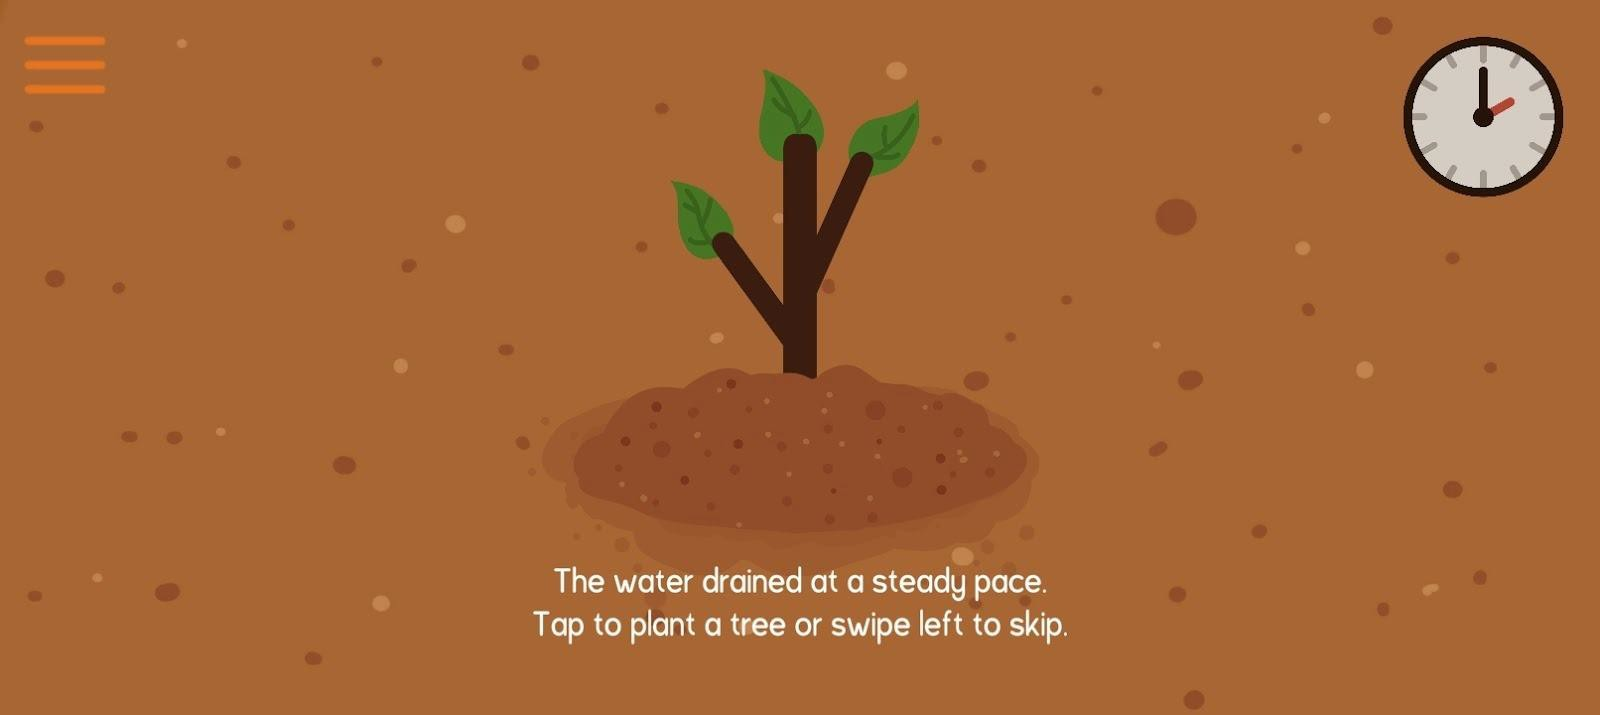 The water drained at a steady pace.
Tap to plant a tree or swipe left to skip.